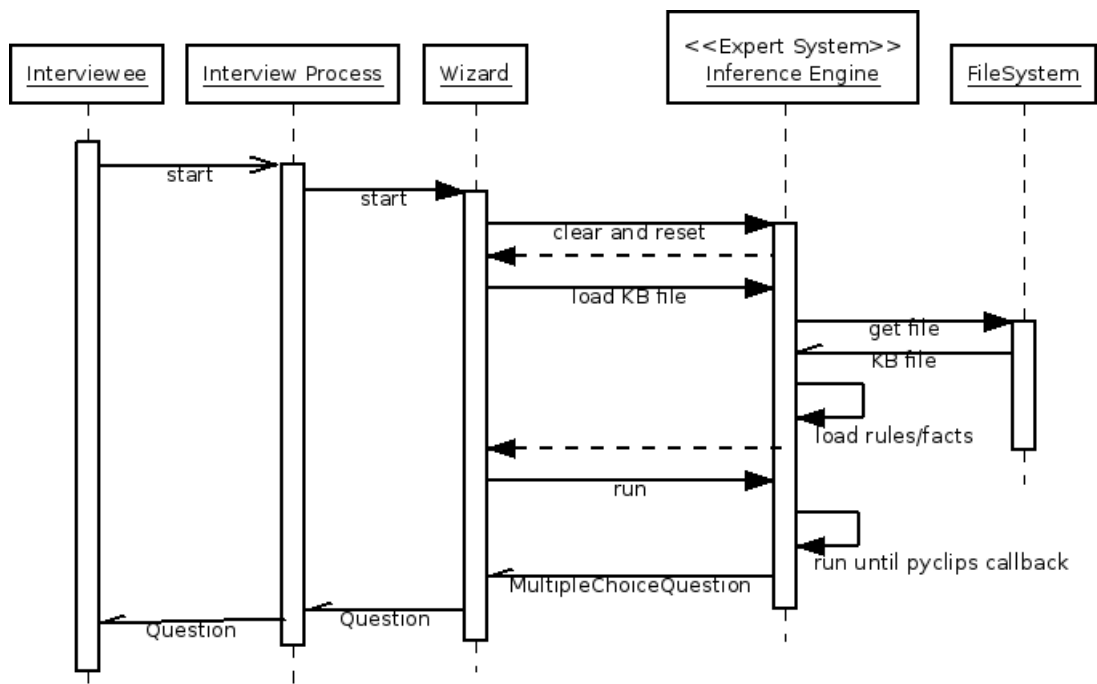 <<Expert System>>
Interviewee
Interview Process
Wizard
Inference Engine
FileSystem
start
start
clear and reset
load KB file
get file
KB file
load rules/facts
run
run until pyclips callback
MultipleChoiceQuestion
Question
Question